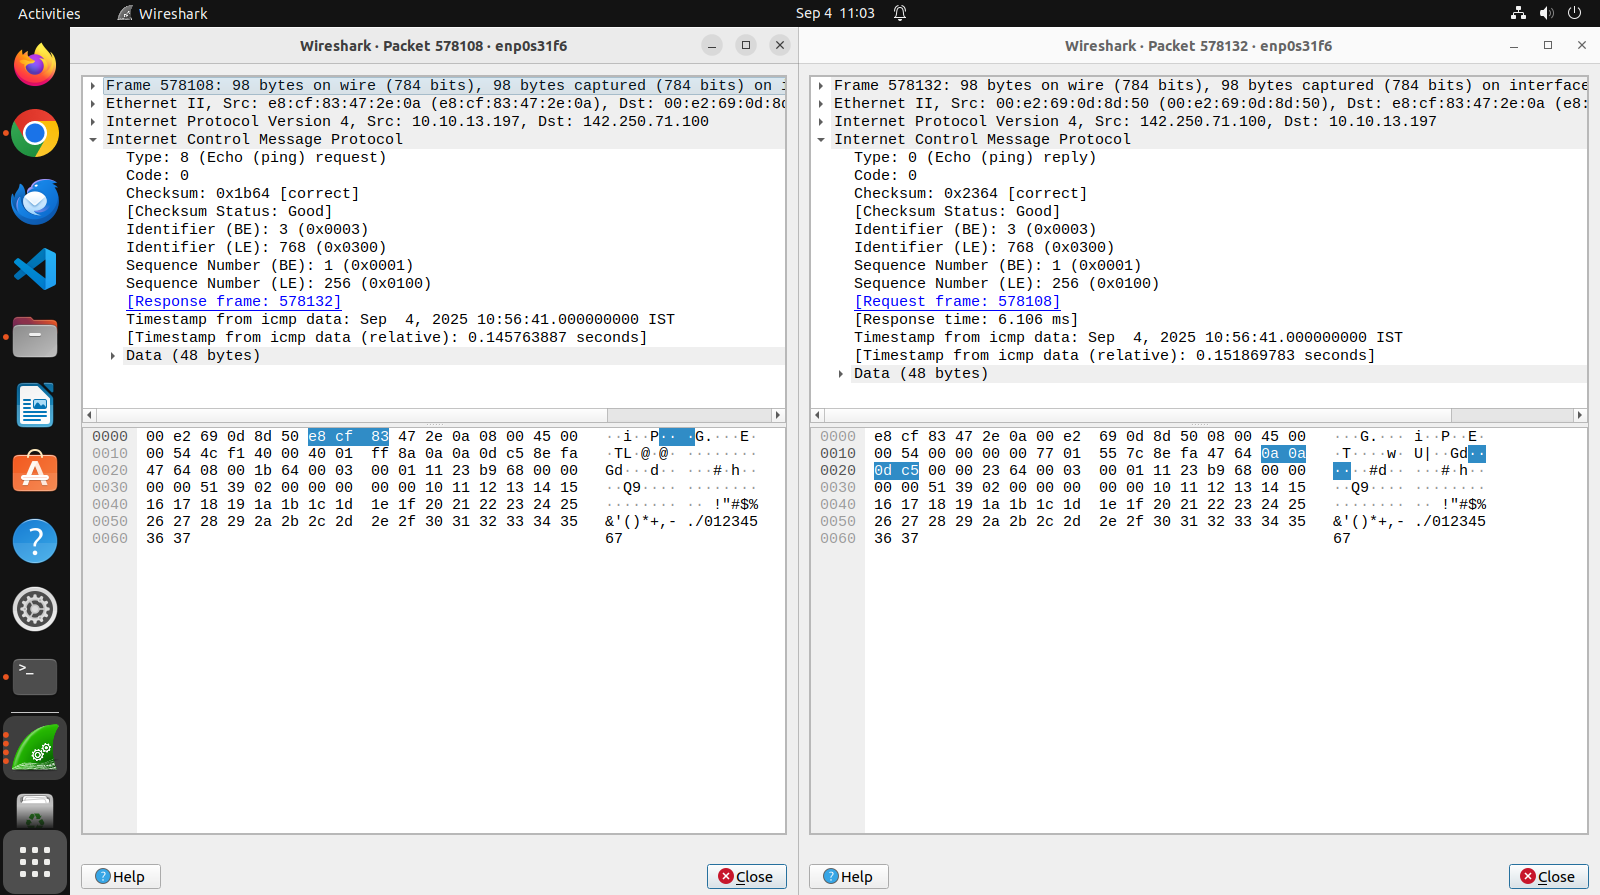 Activities
Wireshark
Sep 4 11:03
Wireshark · Packet 578108 · enp0s31f6
Frame 578108: 98 bytes on wire (784 bits), 98 bytes captured (784 bits) on i
Ethernet II, Src: e8:cf:83:47:2e:0a (e8:cf:83:47:2e:0a), Dst: 00:e2:69:0d:8d
Internet Protocol Version 4, Src: 10.10.13.197, Dst: 142.250.71.100
Internet Control Message Protocol
Type: 8 (Echo (ping) request)
Code: 0
Checksum: 0x1b64 [correct]
[Checksum Status: Good]
Identifier (BE): 3 (0x0003)
Identifier (LE): 768 (0x0300)
Sequence Number (BE): 1 (0x0001)
Sequence Number (LE): 256 (0x0100)
[Response frame: 578132]
Timestamp from icmp data: Sep  4, 2025 10:56:41.000000000 IST
[Timestamp from icmp data (relative): 0.145763887 seconds]
Data (48 bytes)
0000 00 e2 69 0d 8d 50 e8 cf  83 47 2e 0a 08 00 45 00 ··i··P·· ·G.···E·
0010 00 54 4c f1 40 00 40 01  ff 8a 0a 0a 0d c5 8e fa ·TL·@·@· ········
0020 47 64 08 00 1b 64 00 03  00 01 11 23 b9 68 00 00 Gd···d·· ···#·h··
0030 00 00 51 39 02 00 00 00  00 00 10 11 12 13 14 15 ··Q9···· ········
0040 16 17 18 19 1a 1b 1c 1d  1e 1f 20 21 22 23 24 25 ········ ·· !"#$%
0050 26 27 28 29 2a 2b 2c 2d  2e 2f 30 31 32 33 34 35 &'()*+,- ./012345
0060 36 37 67
Help
Close
Wireshark · Packet 578132 · enp0s31f6
Frame 578132: 98 bytes on wire (784 bits), 98 bytes captured (784 bits) on interface
Ethernet II, Src: 00:e2:69:0d:8d:50 (00:e2:69:0d:8d:50), Dst: e8:cf:83:47:2e:0a (e8:
Internet Protocol Version 4, Src: 142.250.71.100, Dst: 10.10.13.197
Internet Control Message Protocol
Type: 0 (Echo (ping) reply)
Code: 0
Checksum: 0x2364 [correct]
[Checksum Status: Good]
Identifier (BE): 3 (0x0003)
Identifier (LE): 768 (0x0300)
Sequence Number (BE): 1 (0x0001)
Sequence Number (LE): 256 (0x0100)
[Request frame: 578108]
[Response time: 6.106 ms]
Timestamp from icmp data: Sep  4, 2025 10:56:41.000000000 IST
[Timestamp from icmp data (relative): 0.151869783 seconds]
Data (48 bytes)
0000 e8 cf 83 47 2e 0a 00 e2  69 0d 8d 50 08 00 45 00 ···G.··· i··P··E·
0010 00 54 00 00 00 00 77 01  55 7c 8e fa 47 64 0a 0a ·T····w· U|··Gd··
0020 0d c5 00 00 23 64 00 03  00 01 11 23 b9 68 00 00 ····#d·· ···#·h··
0030 00 00 51 39 02 00 00 00  00 00 10 11 12 13 14 15 ··Q9···· ········
0040 16 17 18 19 1a 1b 1c 1d  1e 1f 20 21 22 23 24 25 ········ ·· !"#$%
0050 26 27 28 29 2a 2b 2c 2d  2e 2f 30 31 32 33 34 35 &'()*+,- ./012345
0060 36 37 67
Help
Close